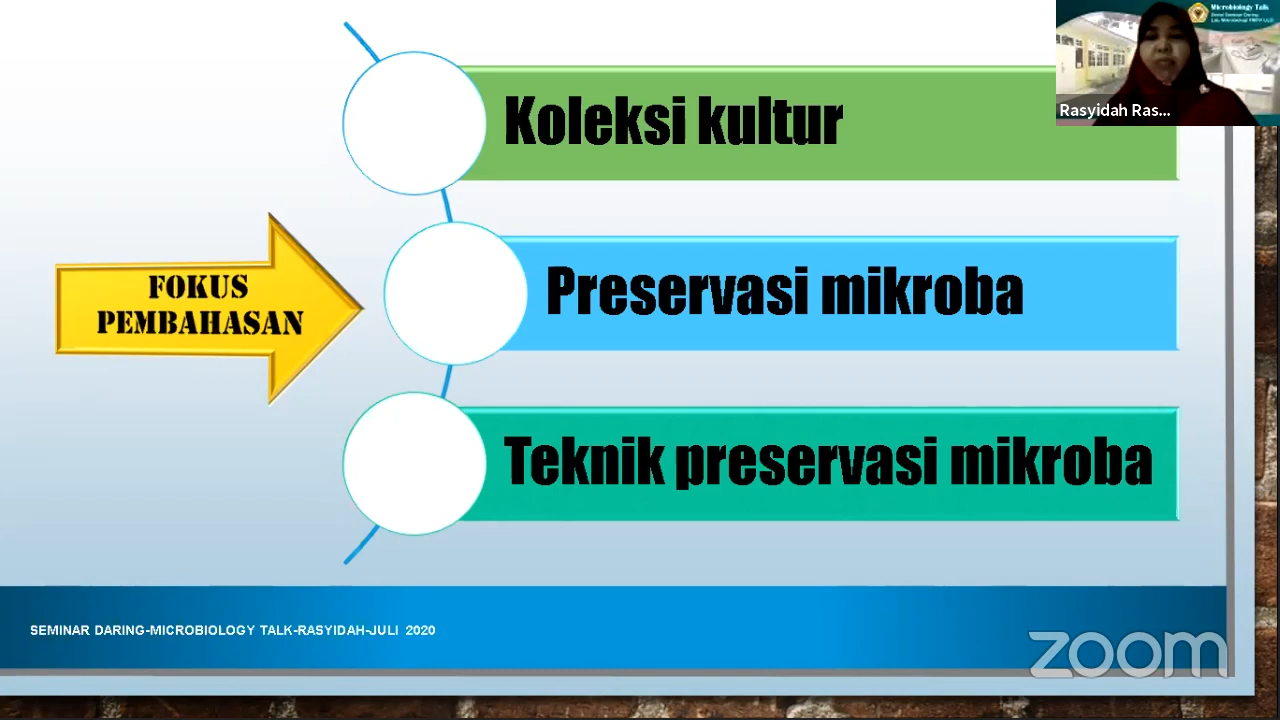 Microbiology Talk
Rasyidah Ras...
Koleksi kultur
FOKUS
PEMBAHASAN
Preservasi mikroba
Teknik preservasi mikroba
SEMINAR DARING-MICROBIOLOGY TALK-RASYIDAH-JULI 2020
zoom